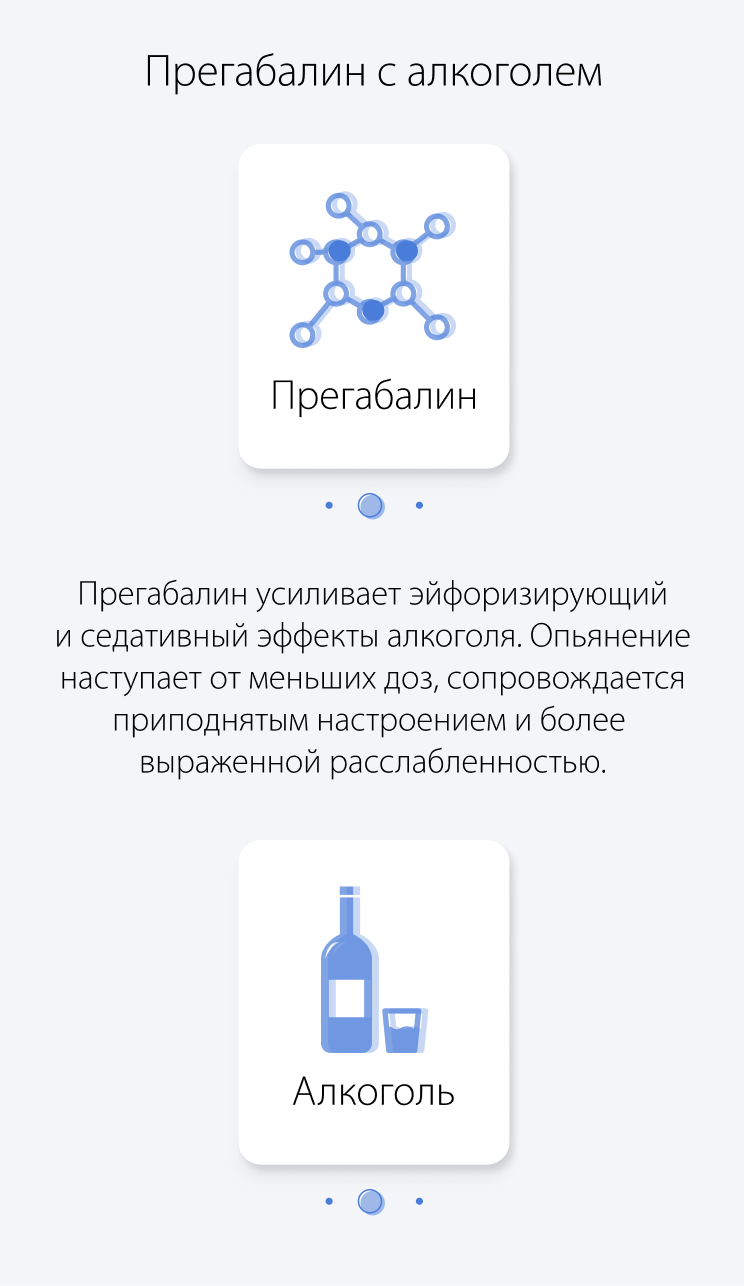 Прегабалин с алкоголем
Прегабалин
Прегабалин усиливает эйфоризирующий
и седативный эффекты алкоголя. Опьянение
наступает от меньших доз, сопровождается
приподнятым настроением и более
выраженной расслабленностью.
Алкоголь